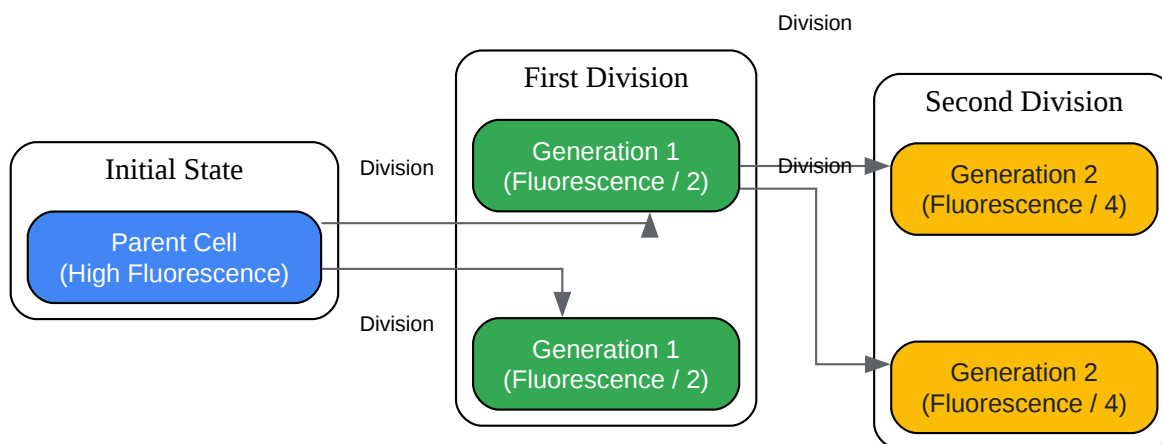 Initial State
Parent Cell
(High Fluorescence)
Division
Division
First Division
Generation 1
(Fluorescence / 2)
Generation 1
(Fluorescence / 2)
Division
Division
Second Division
Generation 2
(Fluorescence / 4)
Generation 2
(Fluorescence / 4)